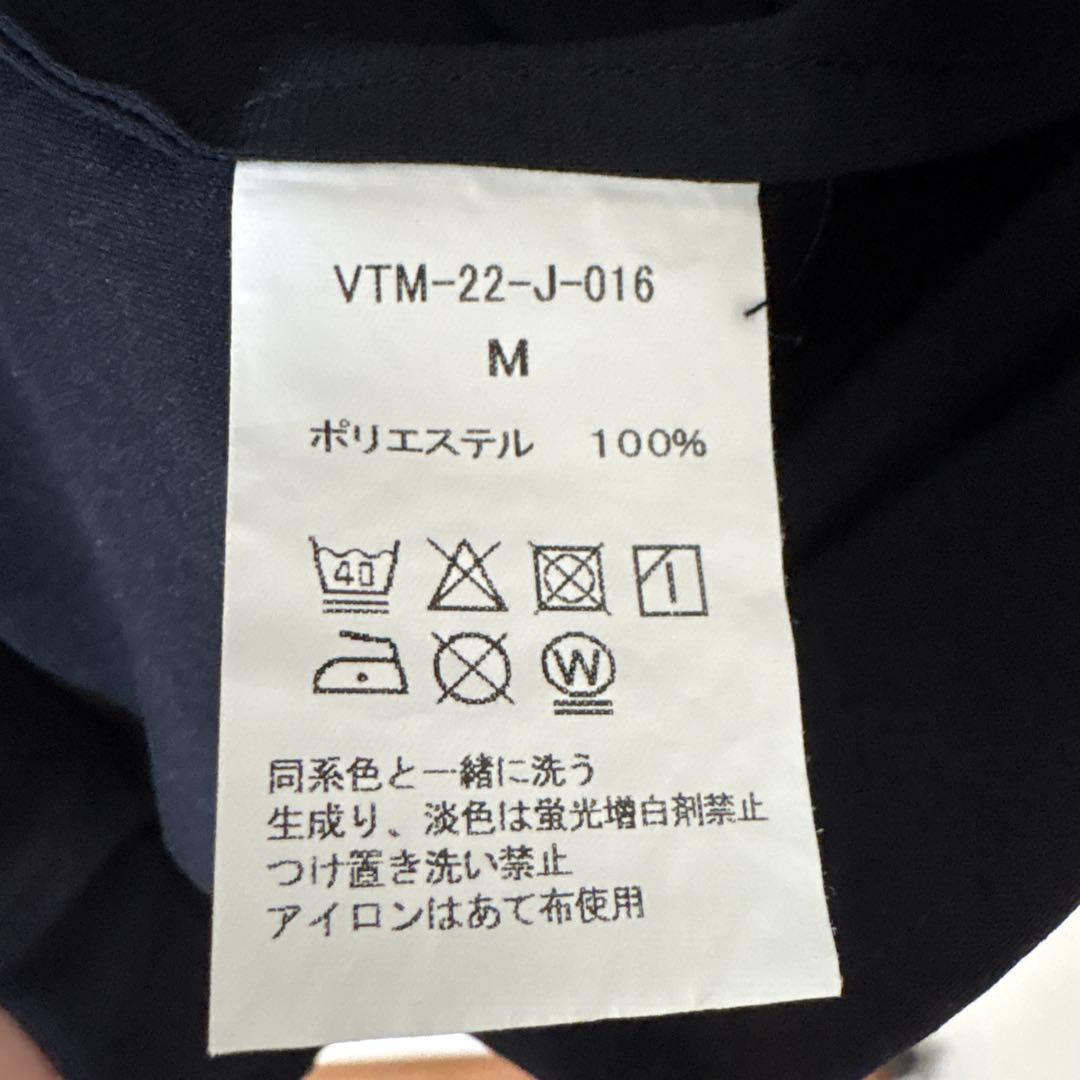 VTM-22-J-016
M
ポリエステル 100%
40
W
同系色と一緒に洗う
生成り、淡色は蛍光増白剤禁止
つけ置き洗い禁止
アイロンはあて布使用